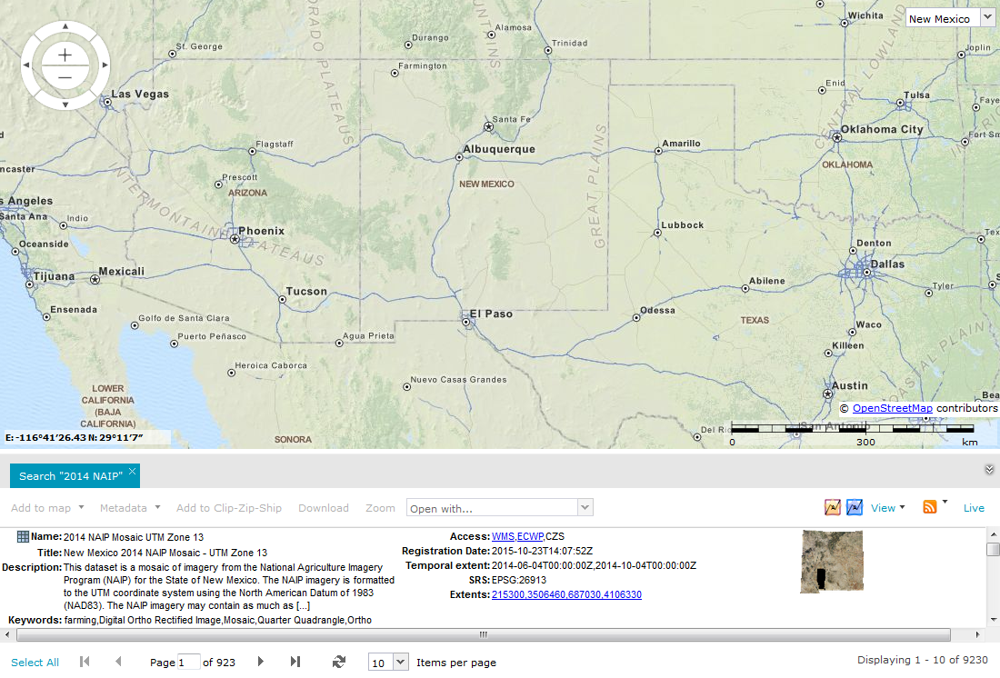 Wichita
New Mexico
Alamosa
Durango
Trinidad
St. George
Joplin
Farmington
COLORADO PLATEAUS
MOUNTAINS
CENTRAL LOWLAND
Enid
Las Vegas
Tulsa
Faye
Santa Fe
Oklahoma City
Fort Sm
Flagstaff
Albuquerque
Amarillo
ncaster
OKLAHOMA
Prescott
NEW MEXICO
ARIZONA
GREAT PLAINS
INTERMONTAINE PLATEAUS
s Angeles
Santa Ana
Indio
Phoenix
Lubbock
Tex
Oceanside
Denton
Dallas
Tijuana
Mexicali
Abilene
Tyler
S
Tucson
Ensenada
El Paso
Odessa
TEXAS
Golfo de Santa Clara
Waco
Puerto Peñasco
Agua Prieta
Killeen
COASTAL PLAIN
Heroica Caborca
Nuevo Casas Grandes
Austin
LOWER
CALIFORNIA
(BAJA
CALIFORNIA)
Bea
© OpenStreetMap contributors
San Antonio
Del Rio
SONORA
E: -116°41'26.43 N: 29°11'7"
0 300 km
Search "2014 NAIP"
Add to map Metadata Add to Clip-Zip-Ship Download Zoom Open with... View Live
Name: 2014 NAIP Mosaic UTM Zone 13
Title: New Mexico 2014 NAIP Mosaic - UTM Zone 13
Description: This dataset is a mosaic of imagery from the National Agriculture Imagery
Program (NAIP) for the State of New Mexico. The NAIP imagery is formatted
to the UTM coordinate system using the North American Datum of 1983
(NAD83). The NAIP imagery may contain as much as [...]
Keywords: farming,Digital Ortho Rectified Image,Mosaic,Quarter Quadrangle,Ortho
Access: WMS,ECWP,CZS
Registration Date: 2015-10-23T14:07:52Z
Temporal extent: 2014-06-04T00:00:00Z,2014-10-04T00:00:00Z
SRS: EPSG:26913
Extents: 215300,3506460,687030,4106330
Select All Page 1 of 923 10 Items per page Displaying 1 - 10 of 9230